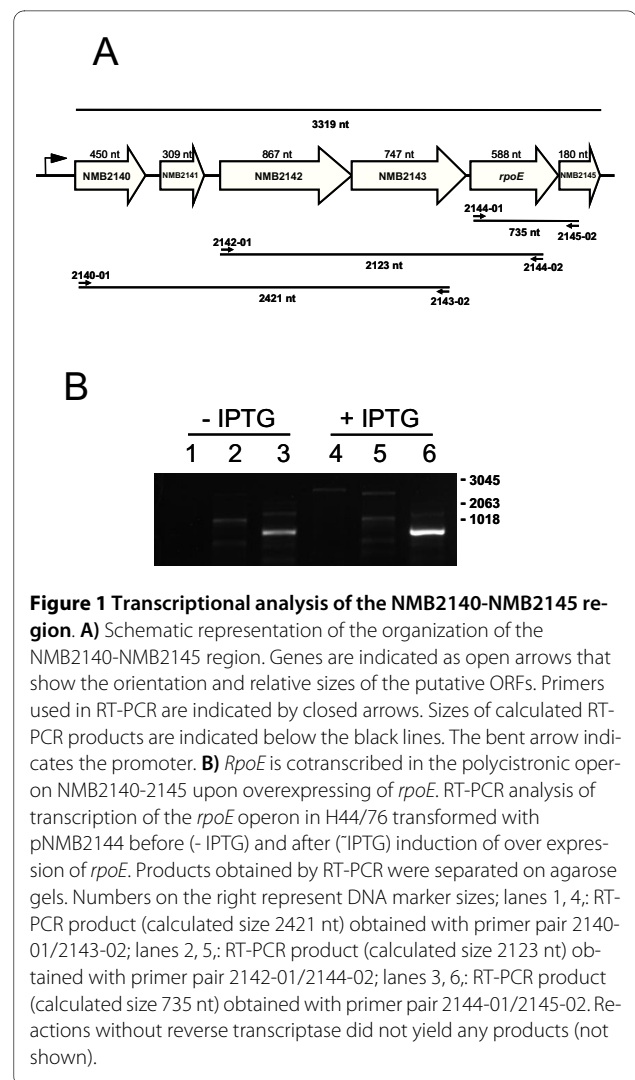 A
3319 nt
450 nt 309 nt 867 nt 747 nt 588 nt 180 nt
NMB2140 NMB2141 NMB2142 NMB2143 rpoE NMB2145
2144-01
735 nt 2145-02
2142-01
2123 nt 2144-02
2140-01
2421 nt 2143-02
B
- IPTG + IPTG
1 2 3 4 5 6
- 3045
- 2063
- 1018
Figure 1 Transcriptional analysis of the NMB2140-NMB2145 re-
gion. A) Schematic representation of the organization of the
NMB2140-NMB2145 region. Genes are indicated as open arrows that
show the orientation and relative sizes of the putative ORFs. Primers
used in RT-PCR are indicated by closed arrows. Sizes of calculated RT-
PCR products are indicated below the black lines. The bent arrow indi-
cates the promoter. B) RpoE is cotranscribed in the polycistronic oper-
on NMB2140-2145 upon overexpressing of rpoE. RT-PCR analysis of
transcription of the rpoE operon in H44/76 transformed with
pNMB2144 before (- IPTG) and after (˜IPTG) induction of over expres-
sion of rpoE. Products obtained by RT-PCR were separated on agarose
gels. Numbers on the right represent DNA marker sizes; lanes 1, 4,: RT-
PCR product (calculated size 2421 nt) obtained with primer pair 2140-
01/2143-02; lanes 2, 5,: RT-PCR product (calculated size 2123 nt) ob-
tained with primer pair 2142-01/2144-02; lanes 3, 6,: RT-PCR product
(calculated size 735 nt) obtained with primer pair 2144-01/2145-02. Re-
actions without reverse transcriptase did not yield any products (not
shown).